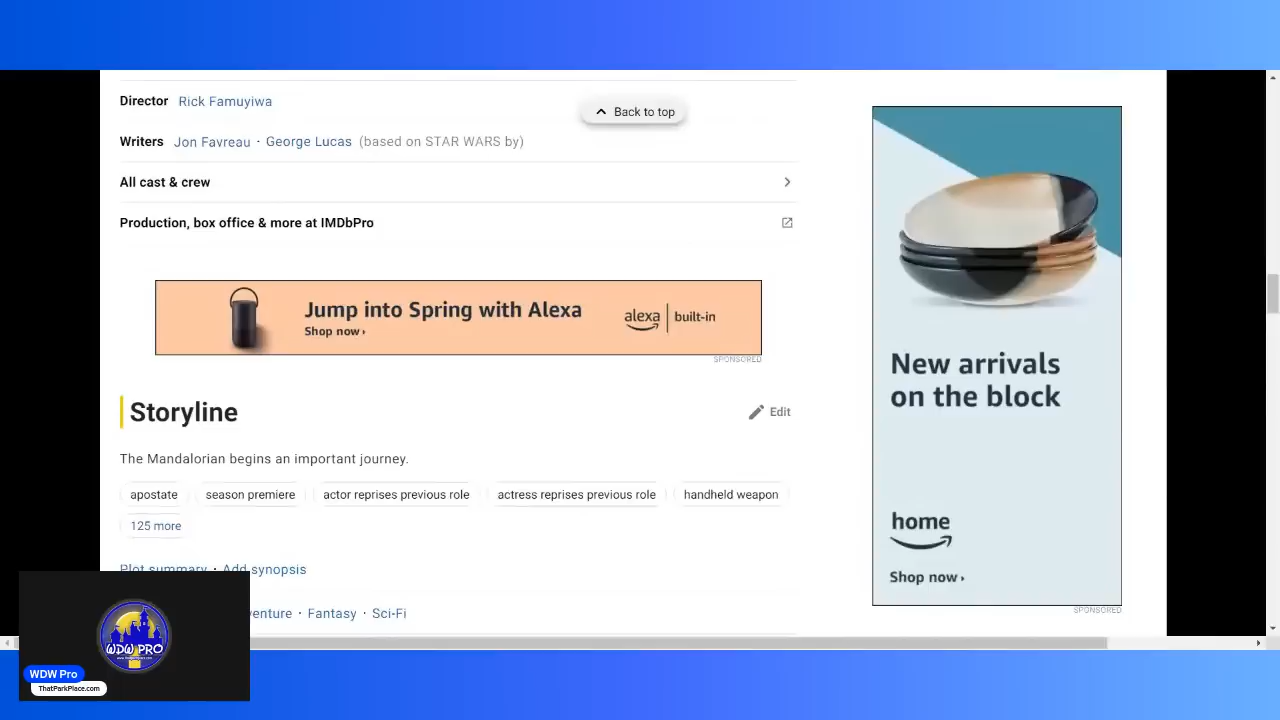 Director Rick Famuyiwa
Back to top
Writers Jon Favreau · George Lucas (based on STAR WARS by)
All cast & crew
Production, box office & more at IMDbPro
Jump into Spring with Alexa
Shop now ›
alexa | built-in
SPONSORED
Storyline
Edit
The Mandalorian begins an important journey.
apostate season premiere actor reprises previous role actress reprises previous role handheld weapon
125 more
Plot summary · Add synopsis
venture · Fantasy · Sci-Fi
New arrivals
on the block
home
Shop now ›
SPONSORED
WDW PRO
WDW Pro
ThatParkPlace.com